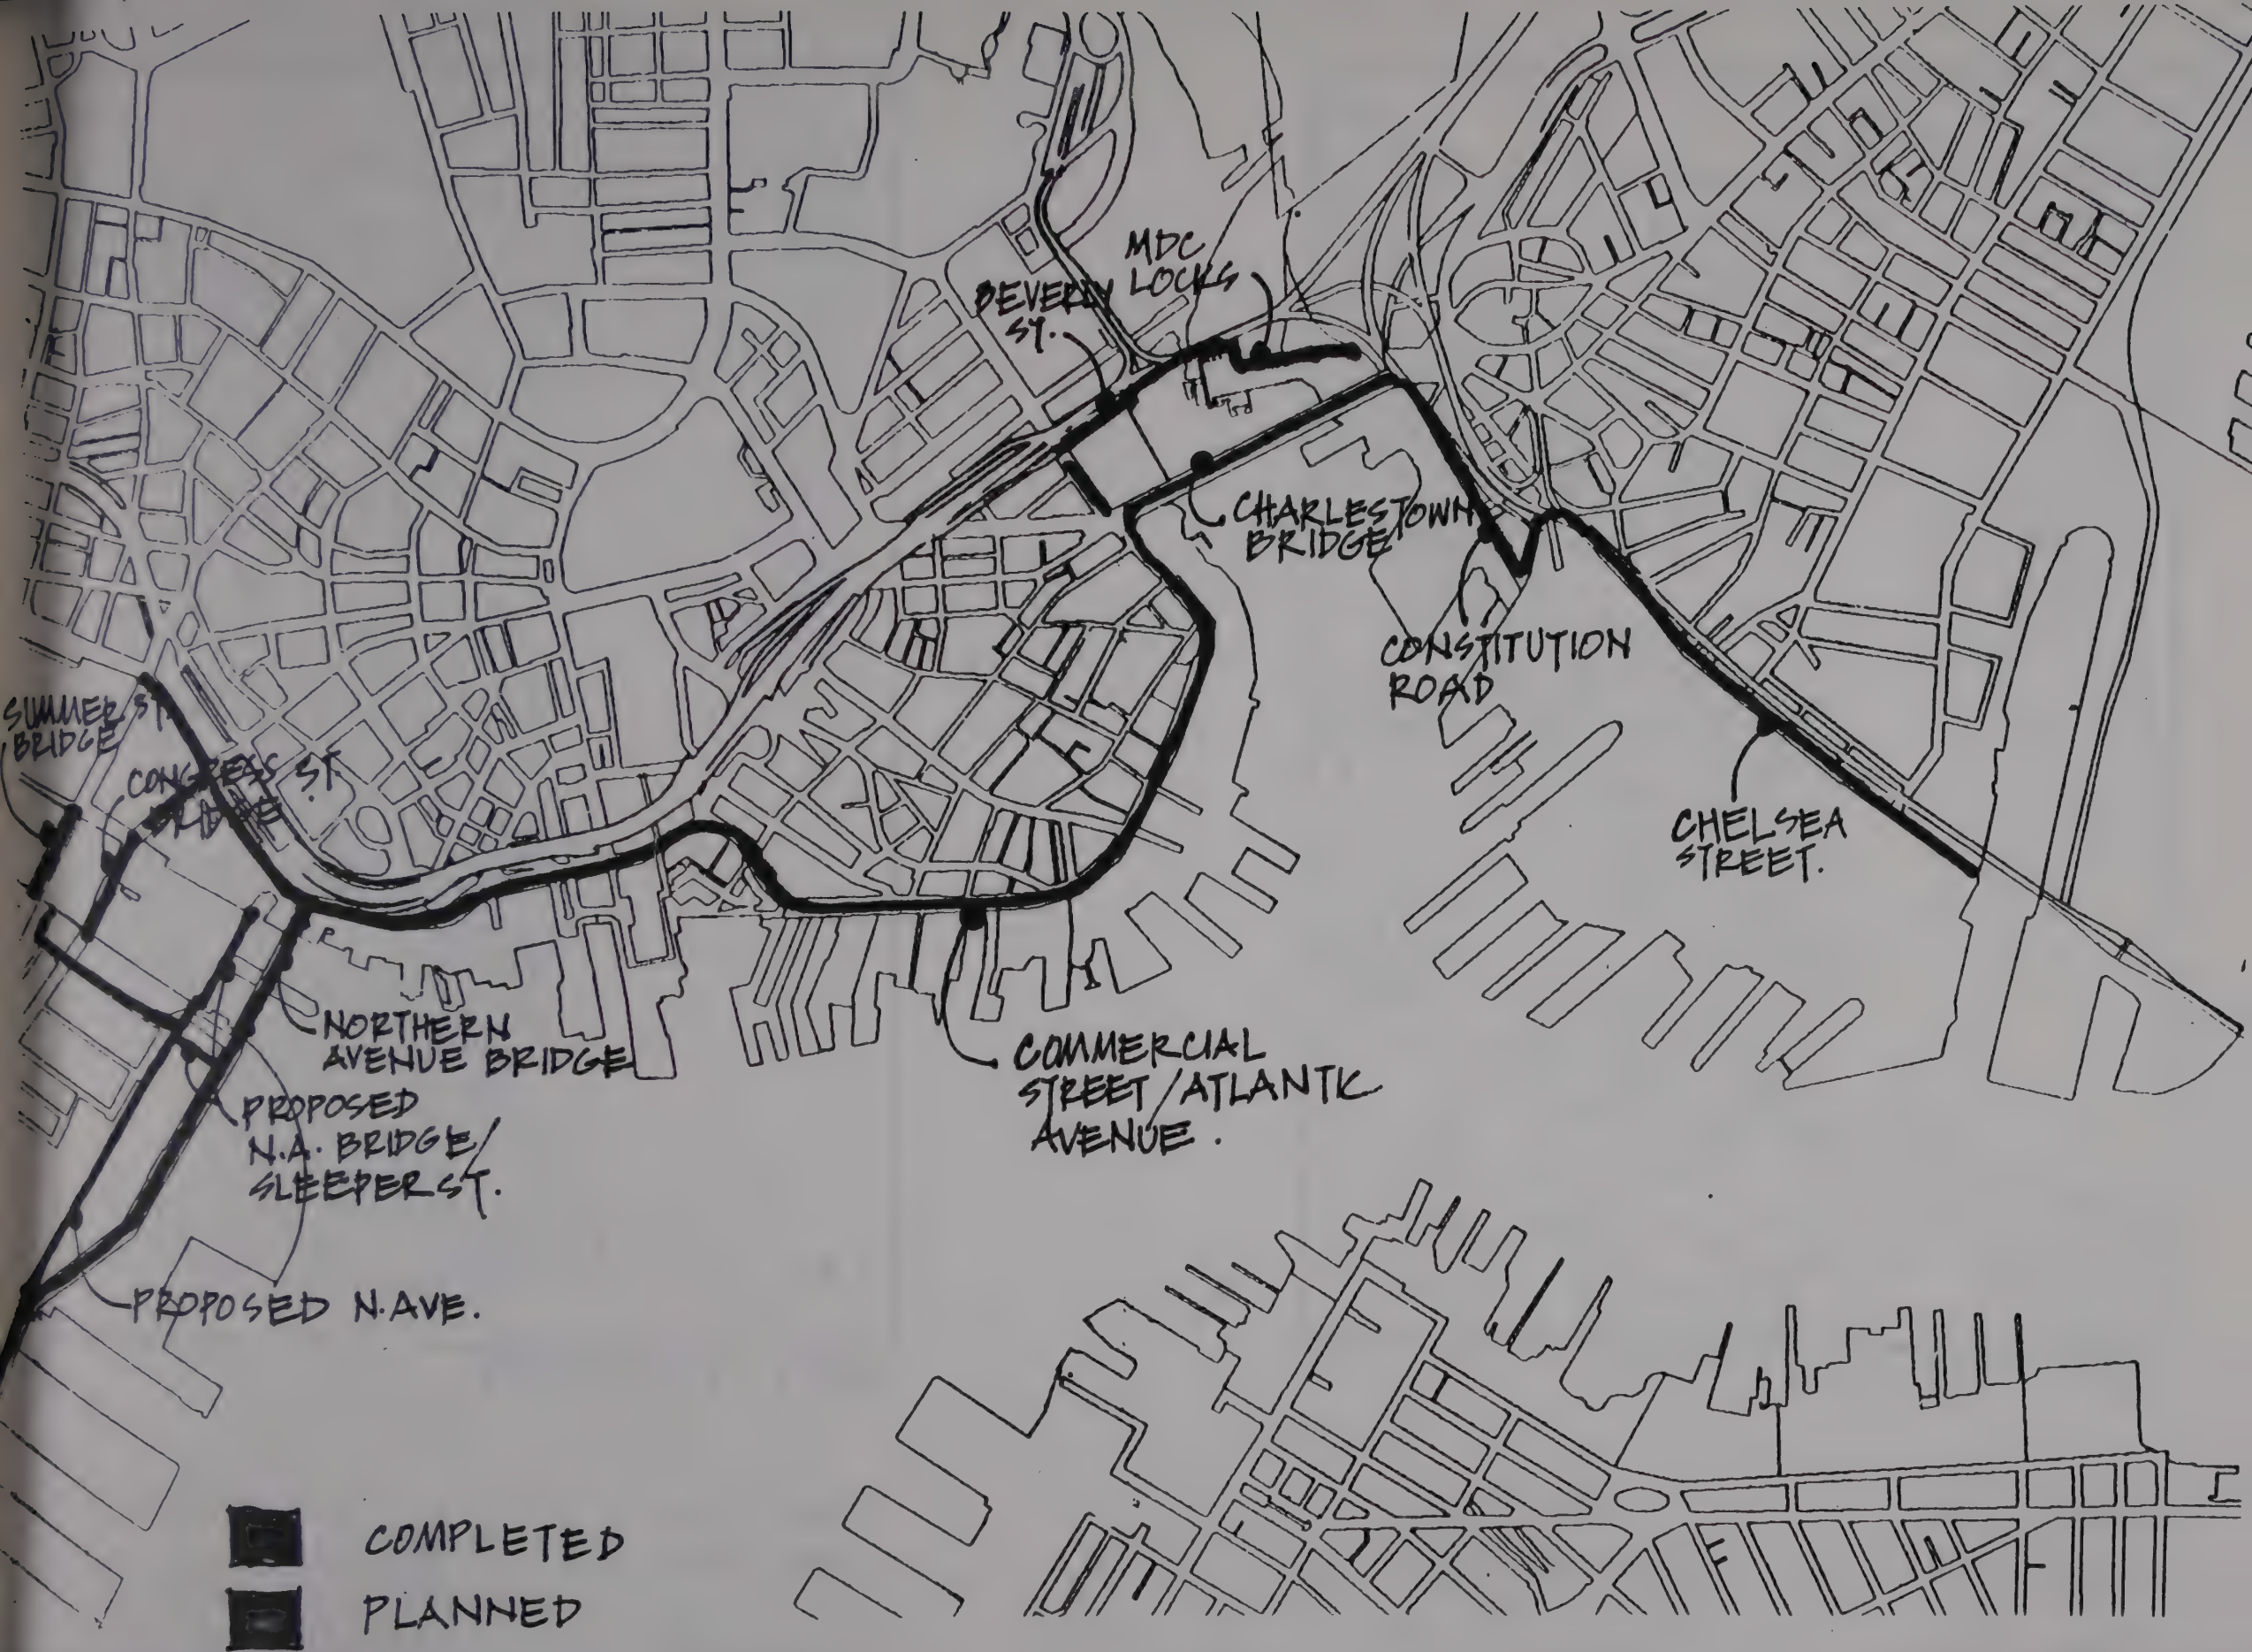 MDC
LOCKS
BEVERLY
ST.
CHARLESTOWN
BRIDGE
CONSTITUTION
ROAD
SUMMER ST.
BRIDGE
CONGRESS ST.
BRIDGE
CHELSEA
STREET.
NORTHERN
AVENUE BRIDGE
COMMERCIAL
STREET/ATLANTIC
AVENUE.
PROPOSED
N.A. BRIDGE/
SLEEPER ST.
PROPOSED N. AVE.
COMPLETED
PLANNED